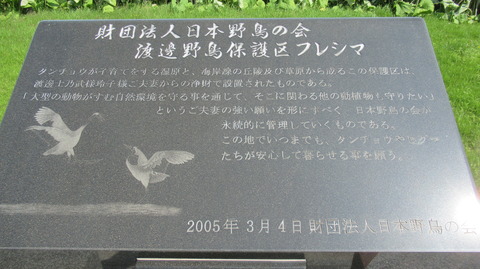 財団法人日本野鳥の会
渡邊野鳥保護区フレシマ
タンチョウが子育てをする湿原と、海岸線の丘陵及び草原から成るこの保護区は、
渡邊上乃武様玲子様ご夫妻からの浄財で設置されたものである。
「大型の動物がすむ自然環境を守る事を通して、そこに関わる他の動植物も守りたい」
というご夫妻の強い願いを形にすべく、日本野鳥の会が
永続的に管理していくものである。
この地でいつまでも、タンチョウやヒグマ
たちが安心して暮らせる事を願う。
2005年3月4日財団法人日本野鳥の会